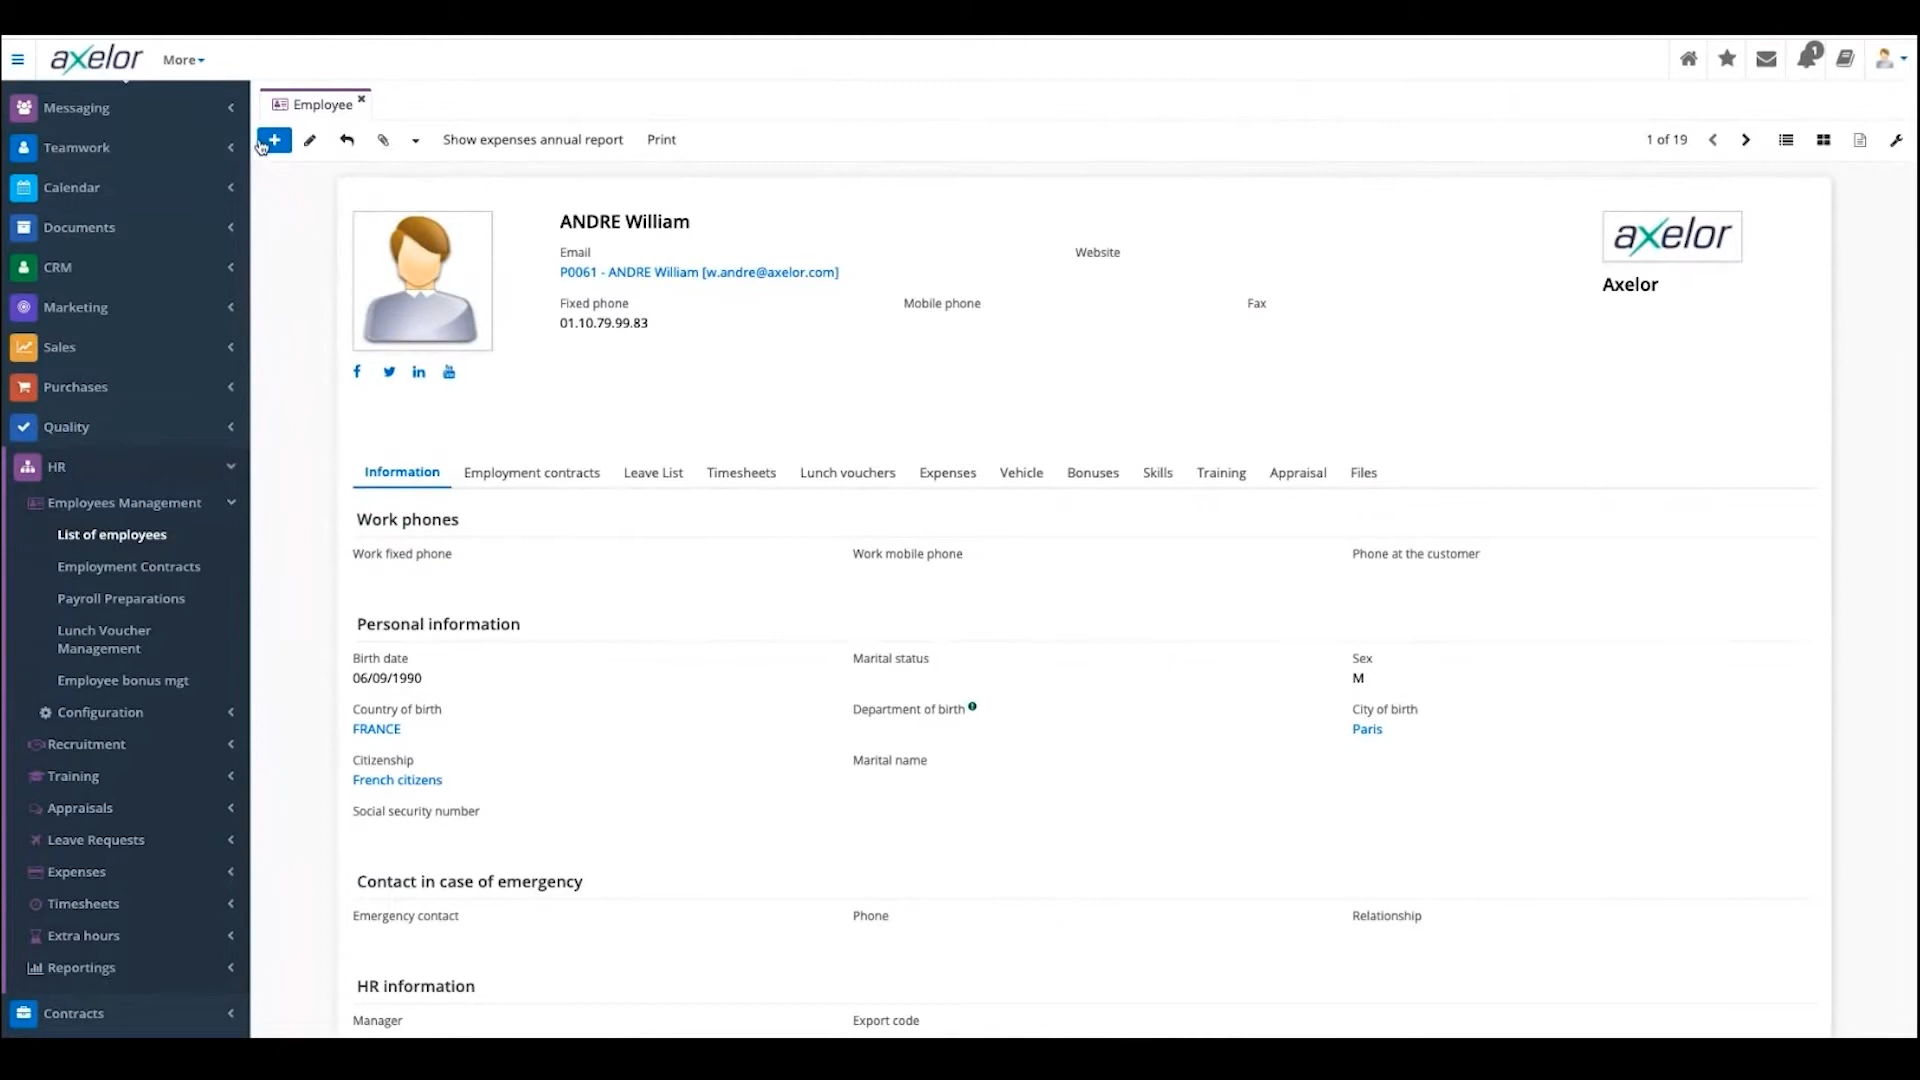 axelor More
1
Messaging
Teamwork
Calendar
Documents
CRM
Marketing
Sales
Purchases
Quality
HR
Employees Management
List of employees
Employment Contracts
Payroll Preparations
Lunch Voucher
Management
Employee bonus mgt
Configuration
Recruitment
Training
Appraisals
Leave Requests
Expenses
Timesheets
Extra hours
Reportings
Contracts
Employee
Show expenses annual report Print 1 of 19
ANDRE William
Email Website
P0061 - ANDRE William [w.andre@axelor.com]
Fixed phone Mobile phone Fax
01.10.79.99.83
axelor
Axelor
Information Employment contracts Leave List Timesheets Lunch vouchers Expenses Vehicle Bonuses Skills Training Appraisal Files
Work phones
Work fixed phone Work mobile phone Phone at the customer
Personal information
Birth date Marital status Sex
06/09/1990 M
Country of birth Department of birth City of birth
FRANCE Paris
Citizenship Marital name
French citizens
Social security number
Contact in case of emergency
Emergency contact Phone Relationship
HR information
Manager Export code